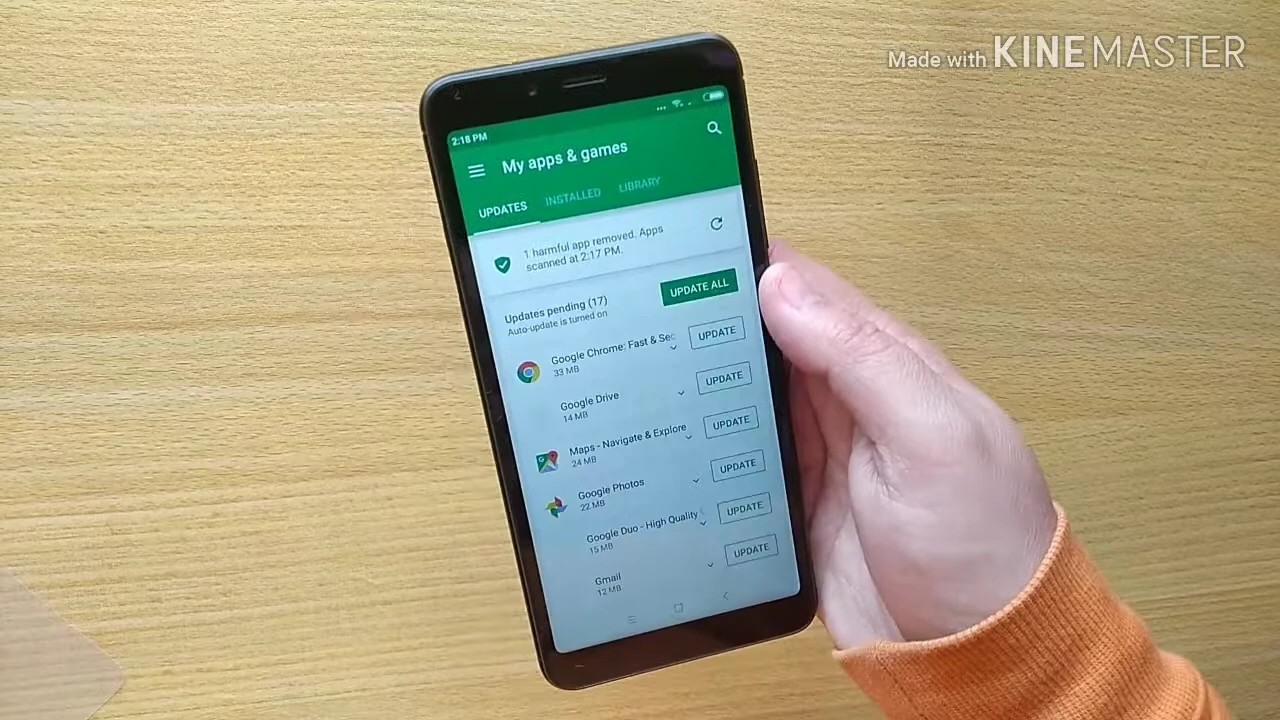 Made with KINEMASTER
2:18 PM
My apps & games
UPDATES INSTALLED LIBRARY
1 harmful app removed. Apps
scanned at 2:17 PM.
Updates pending (17)
Auto-update is turned on
UPDATE ALL
Google Chrome: Fast & Sec
33 MB
UPDATE
Google Drive
14 MB
UPDATE
Maps - Navigate & Explore
24 MB
UPDATE
Google Photos
22 MB
UPDATE
Google Duo - High Quality
15 MB
UPDATE
Gmail
12 MB
UPDATE